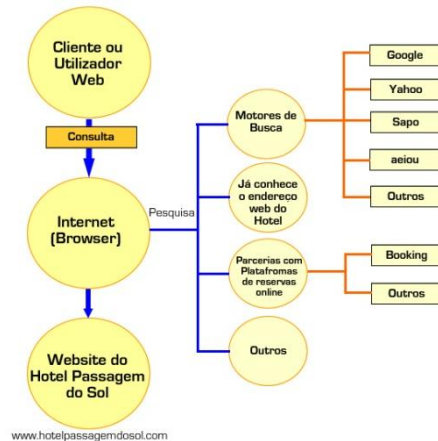 Cliente ou
Utilizador
Web
Consulta
Internet
(Browser)
Website do
Hotel Passagem
do Sol
www.hotelpassagemdosol.com
Pesquisa
Motores de
Busca
Já conhece
o endereço
web do
Hotel
Parcerias com
Platafromas
de reservas
online
Outros
Google
Yahoo
Sapo
aeiou
Outros
Booking
Outros